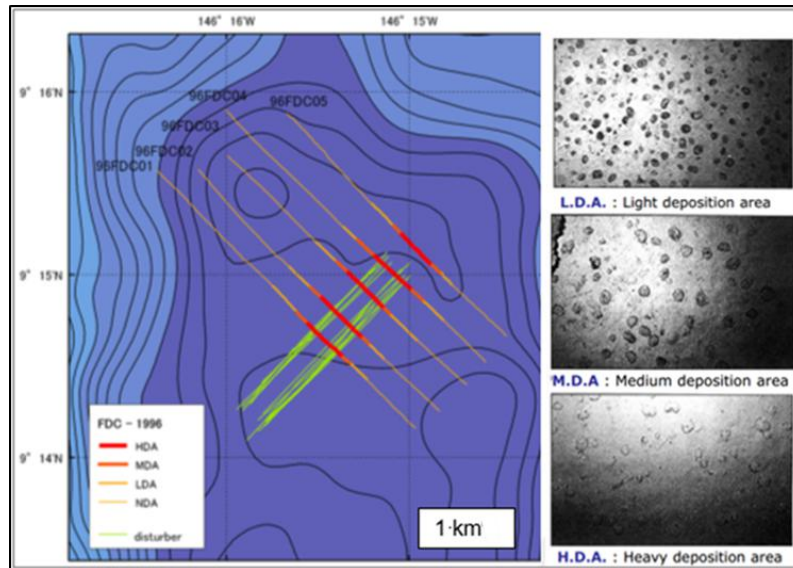 146° 16'W 146° 15'W
9° 16'N
96FDC04
96FDC05
96FDC03
96FDC02
96FDC01
9° 15'N
9° 14'N
FDC - 1996
HDA
MDA
LDA
NDA
disturber
1·km
L.D.A. : Light deposition area
M.D.A : Medium deposition area
H.D.A. : Heavy deposition area